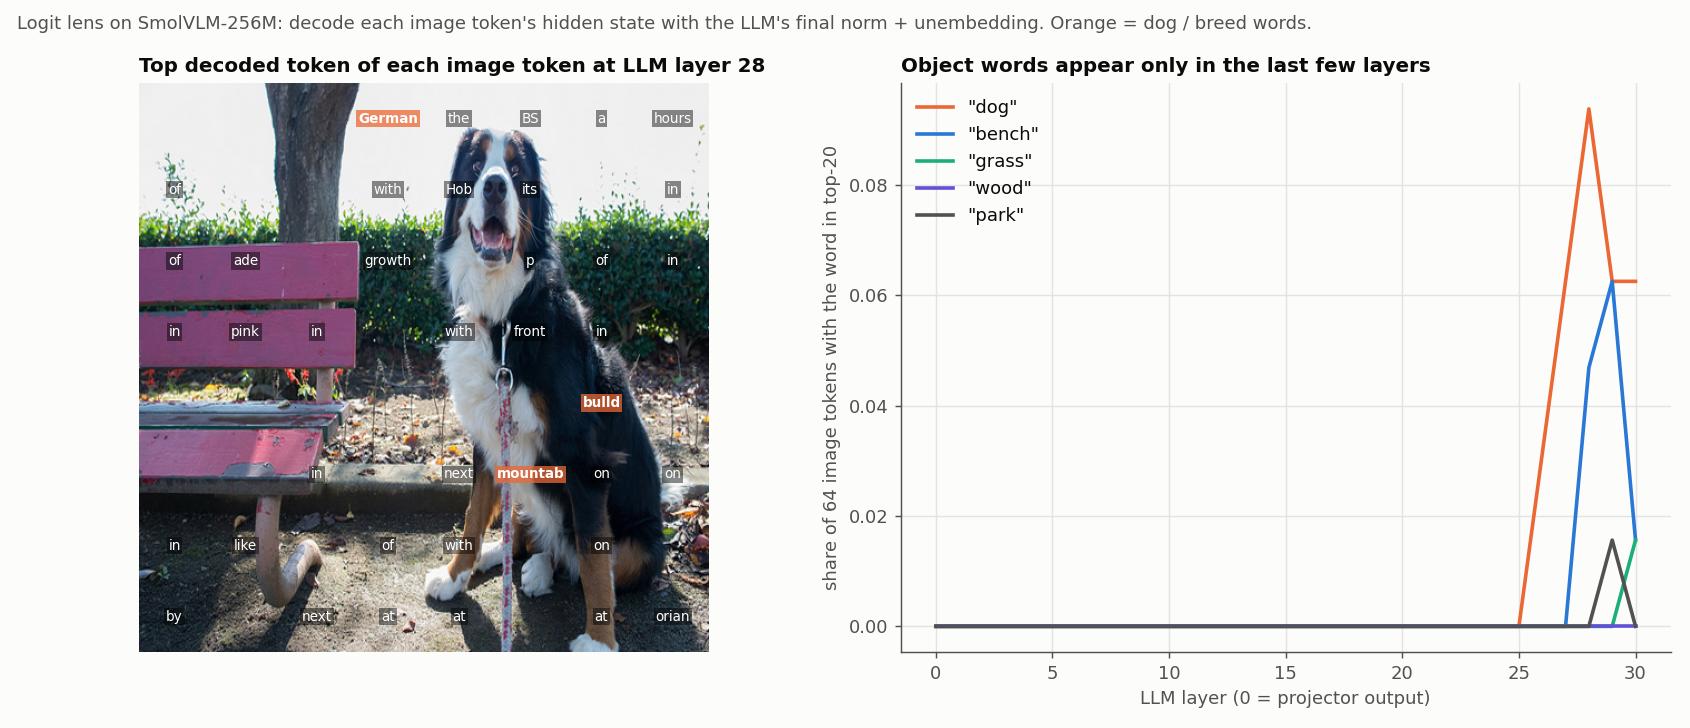 Logit lens on SmolVLM-256M: decode each image token's hidden state with the LLM's final norm + unembedding. Orange = dog / breed words.
Top decoded token of each image token at LLM layer 28
German the BS a hours
of with Hob its in
of ade growth p of in
in pink in with front in
bulld
in next mountab on on
in like of with on
by next at at at orian
Object words appear only in the last few layers
"dog"
"bench"
"grass"
"wood"
"park"
share of 64 image tokens with the word in top-20
0.08
0.06
0.04
0.02
0.00
0 5 10 15 20 25 30
LLM layer (0 = projector output)